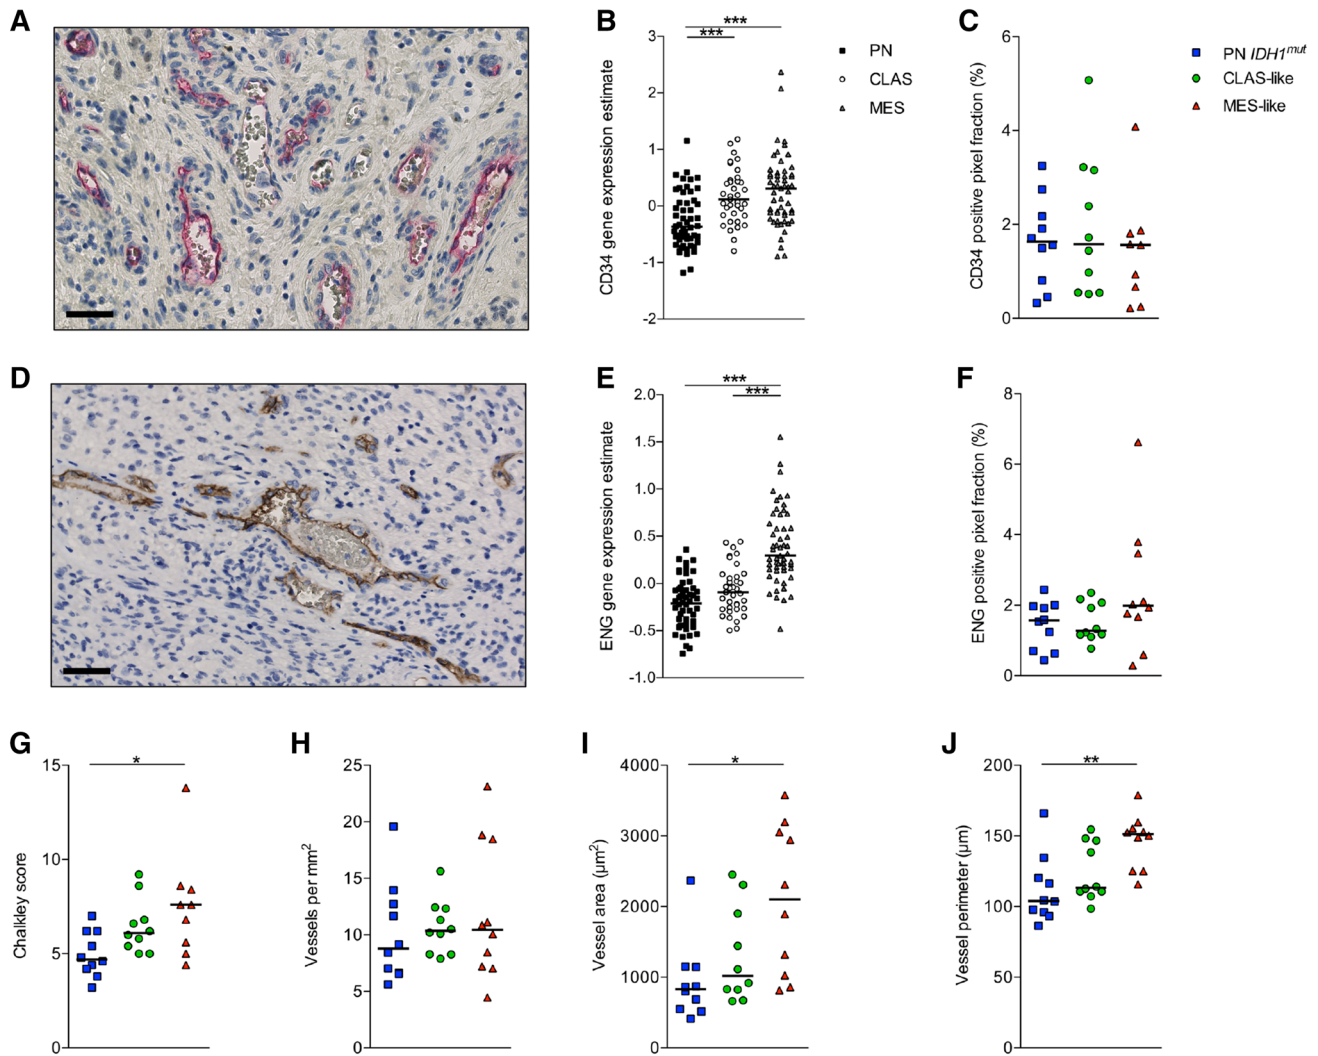 A
B
CD34 gene expression estimate
3
2
1
0
-1
-2
***
***
PN
CLAS
MES
C
CD34 positive pixel fraction (%)
6
4
2
0
PN IDH1mut
CLAS-like
MES-like
D
E
ENG gene expression estimate
2.0
1.5
1.0
0.5
0.0
-0.5
-1.0
***
***
F
ENG positive pixel fraction (%)
8
6
4
2
0
G
Chalkley score
15
10
5
0
*
H
Vessels per mm2
25
20
15
10
5
0
I
Vessel area (µm2)
4000
3000
2000
1000
0
*
J
Vessel perimeter (µm)
200
150
100
50
0
**